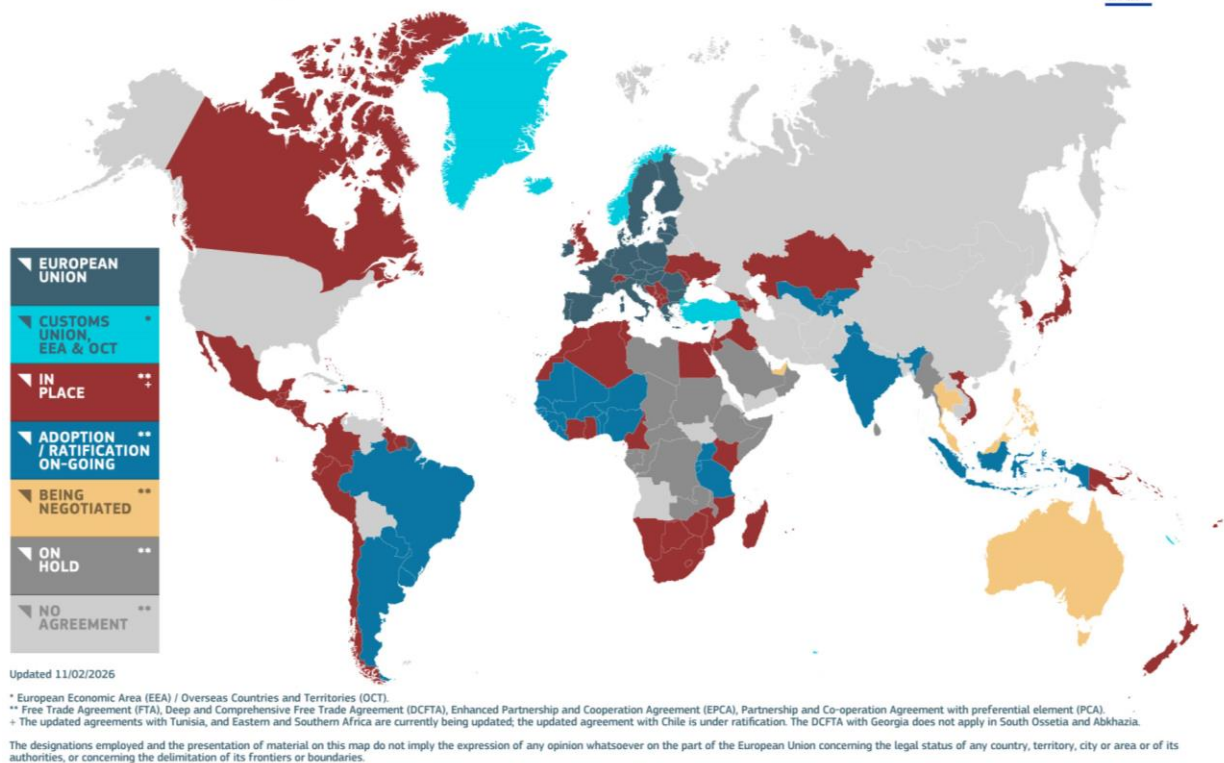 EUROPEAN
UNION
CUSTOMS *
UNION,
EEA & OCT
IN **
PLACE +
ADOPTION **
/ RATIFICATION
ON-GOING
BEING **
NEGOTIATED
ON **
HOLD
NO **
AGREEMENT
Updated 11/02/2026
* European Economic Area (EEA) / Overseas Countries and Territories (OCT).
** Free Trade Agreement (FTA), Deep and Comprehensive Free Trade Agreement (DCFTA), Enhanced Partnership and Cooperation Agreement (EPCA), Partnership and Co-operation Agreement with preferential element (PCA).
+ The updated agreements with Tunisia, and Eastern and Southern Africa are currently being updated; the updated agreement with Chile is under ratification. The DCFTA with Georgia does not apply in South Ossetia and Abkhazia.
The designations employed and the presentation of material on this map do not imply the expression of any opinion whatsoever on the part of the European Union concerning the legal status of any country, territory, city or area or of its
authorities, or concerning the delimitation of its frontiers or boundaries.